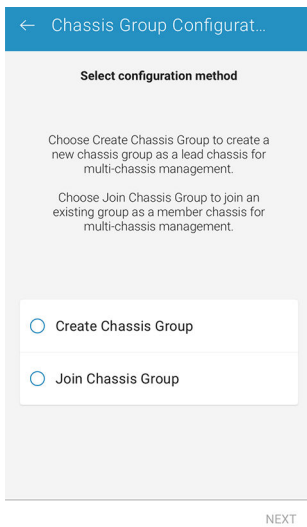 ← Chassis Group Configurat...
Select configuration method
Choose Create Chassis Group to create a
new chassis group as a lead chassis for
multi-chassis management.
Choose Join Chassis Group to join an
existing group as a member chassis for
multi-chassis management.
Create Chassis Group
Join Chassis Group
NEXT